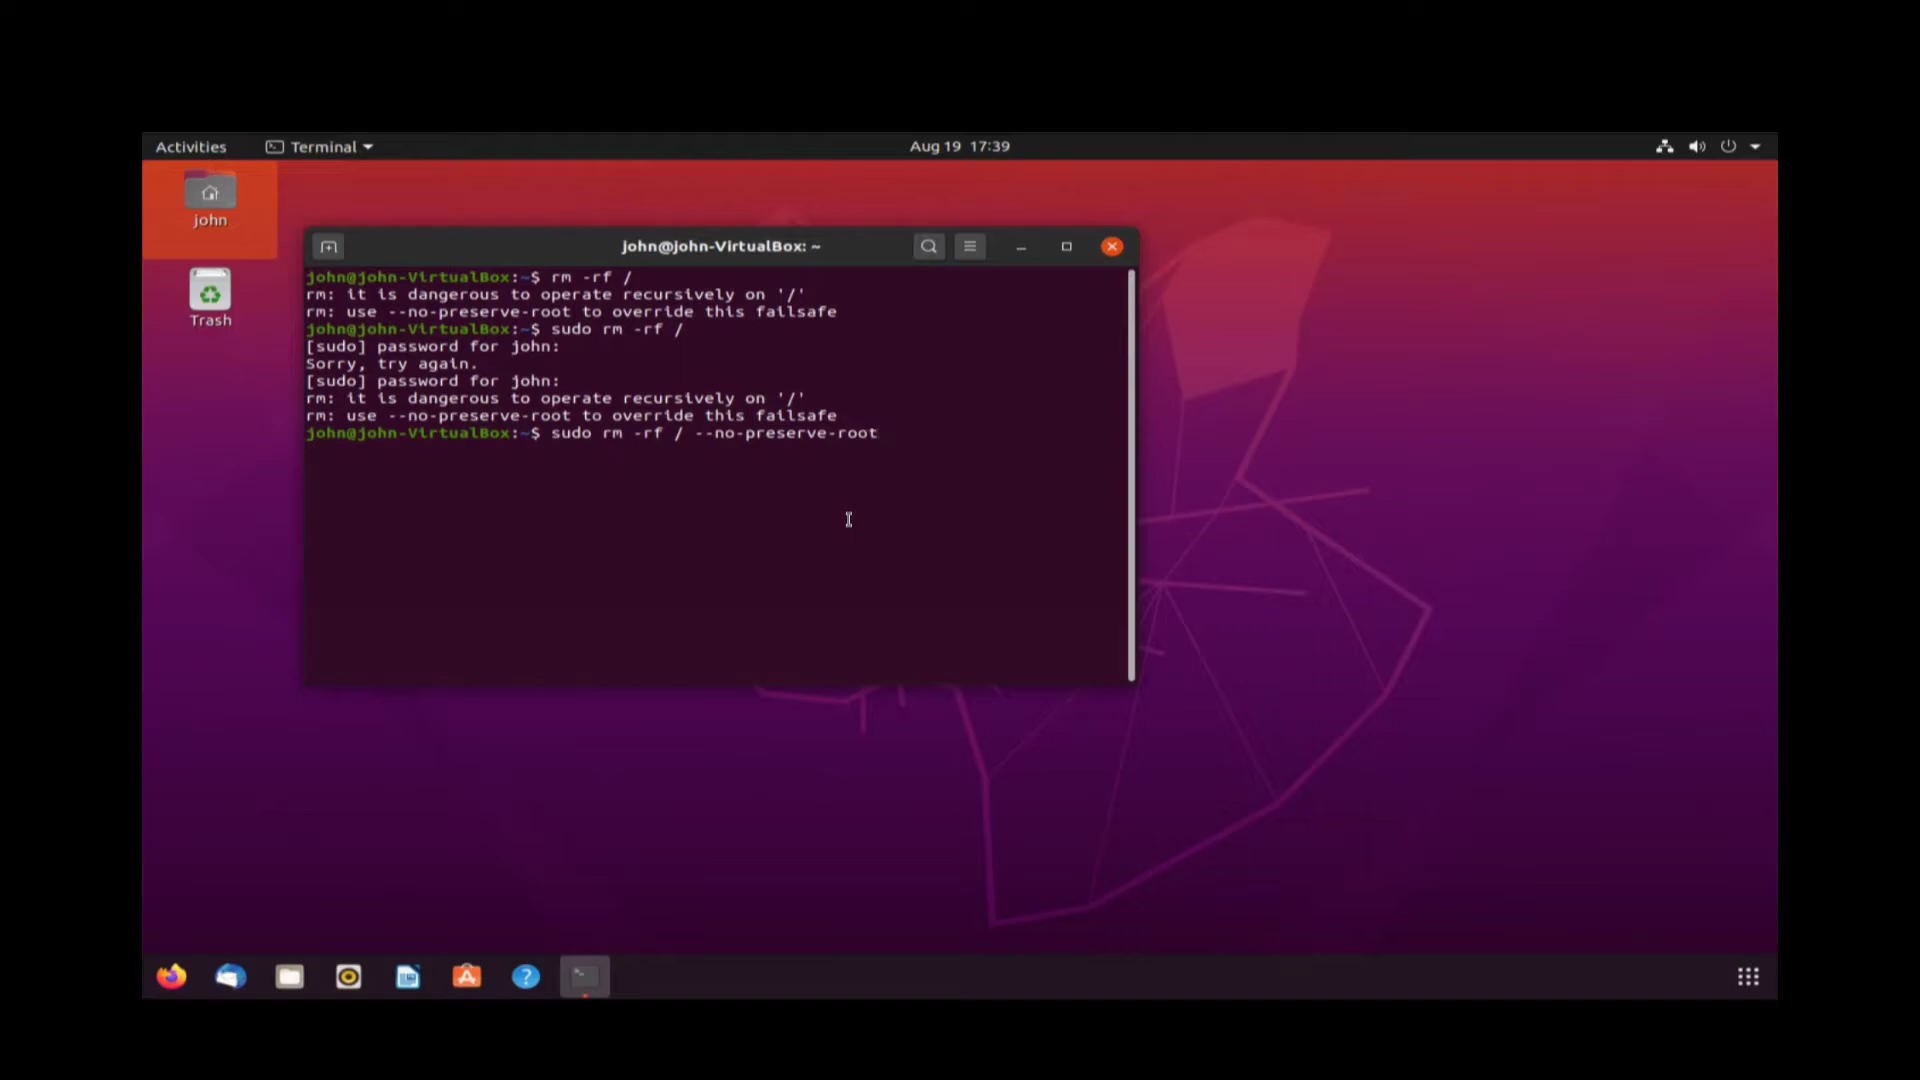 Activities
Terminal
Aug 19 17:39
john
Trash
john@john-VirtualBox: ~
john@john-VirtualBox:~$ rm -rf /
rm: it is dangerous to operate recursively on '/'
rm: use --no-preserve-root to override this failsafe
john@john-VirtualBox:~$ sudo rm -rf /
[sudo] password for john:
Sorry, try again.
[sudo] password for john:
rm: it is dangerous to operate recursively on '/'
rm: use --no-preserve-root to override this failsafe
john@john-VirtualBox:~$ sudo rm -rf / --no-preserve-root